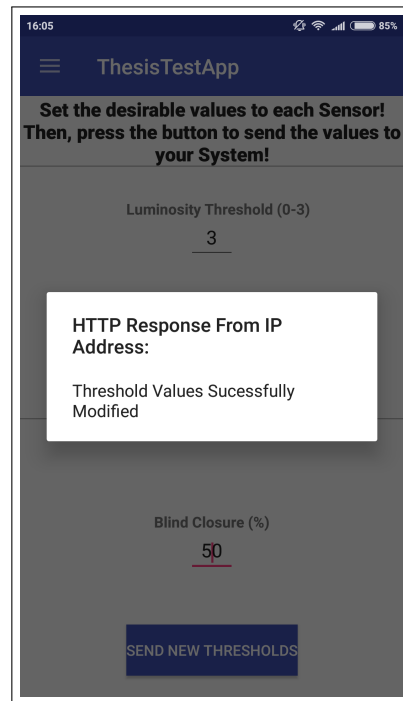 16:05 85%
ThesisTestApp
Set the desirable values to each Sensor!
Then, press the button to send the values to
your System!
Luminosity Threshold (0-3)
3
HTTP Response From IP
Address:
Threshold Values Sucessfully
Modified
Blind Closure (%)
50
SEND NEW THRESHOLDS